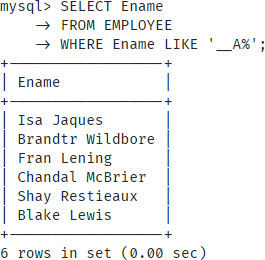 mysql> SELECT Ename
    -> FROM EMPLOYEE
    -> WHERE Ename LIKE '__A%';
+------------------+
| Ename            |
+------------------+
| Isa Jaques       |
| Brandtr Wildbore |
| Fran Lening      |
| Chandal McBrier  |
| Shay Restieaux   |
| Blake Lewis      |
+------------------+
6 rows in set (0.00 sec)